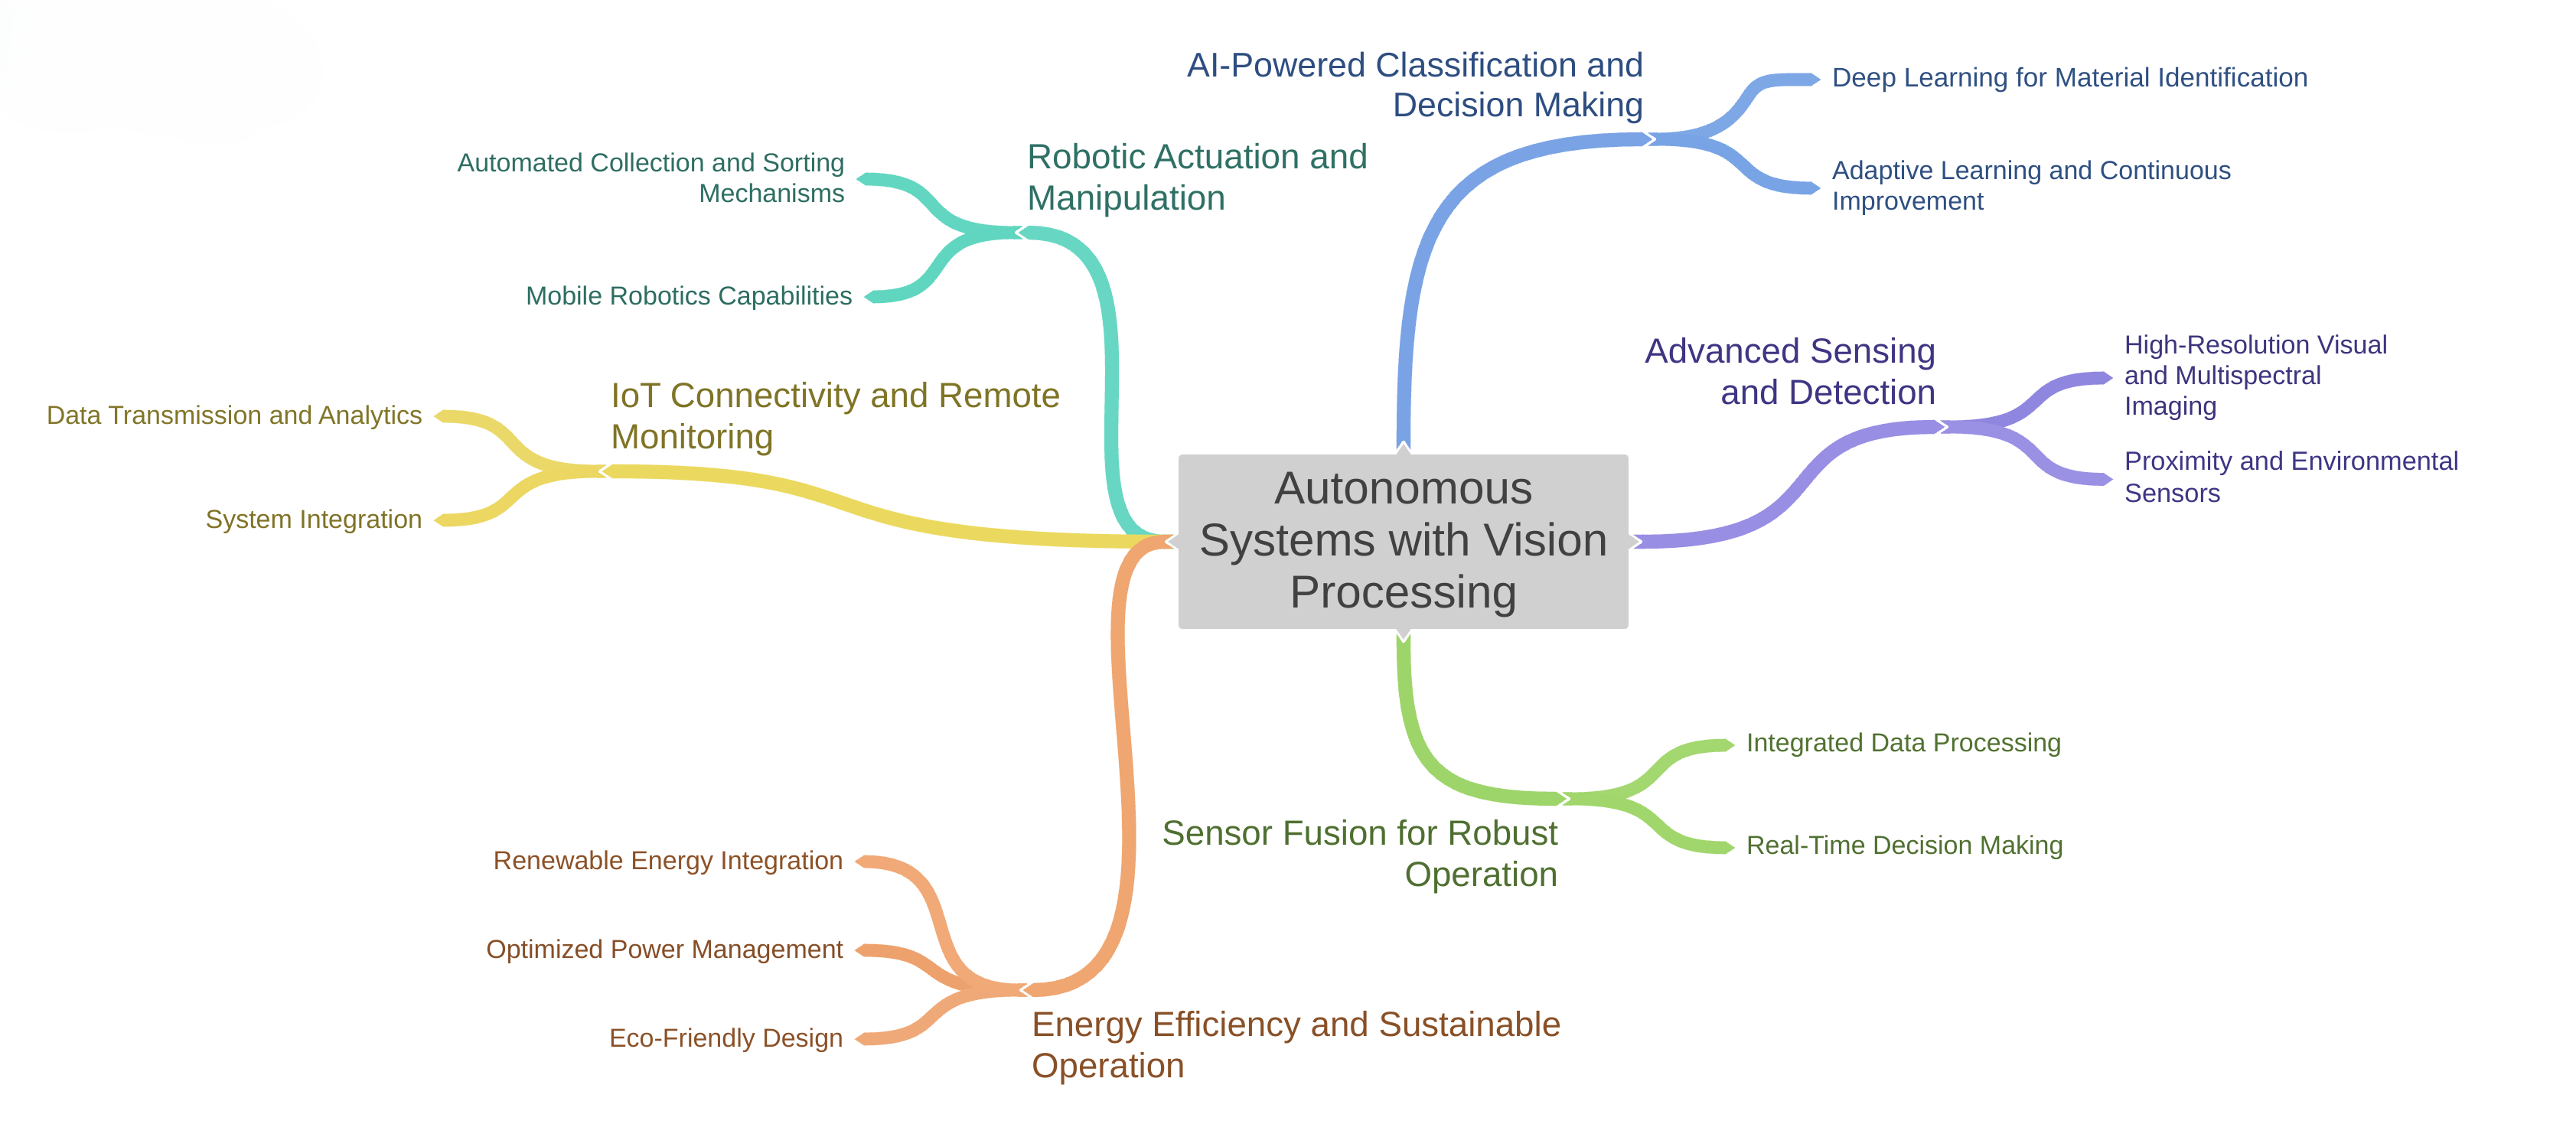 AI-Powered Classification and
Decision Making
Deep Learning for Material Identification
Adaptive Learning and Continuous
Improvement
Robotic Actuation and
Manipulation
Automated Collection and Sorting
Mechanisms
Mobile Robotics Capabilities
Advanced Sensing
and Detection
High-Resolution Visual
and Multispectral
Imaging
Proximity and Environmental
Sensors
IoT Connectivity and Remote
Monitoring
Data Transmission and Analytics
System Integration
Autonomous
Systems with Vision
Processing
Integrated Data Processing
Real-Time Decision Making
Sensor Fusion for Robust
Operation
Renewable Energy Integration
Optimized Power Management
Eco-Friendly Design
Energy Efficiency and Sustainable
Operation